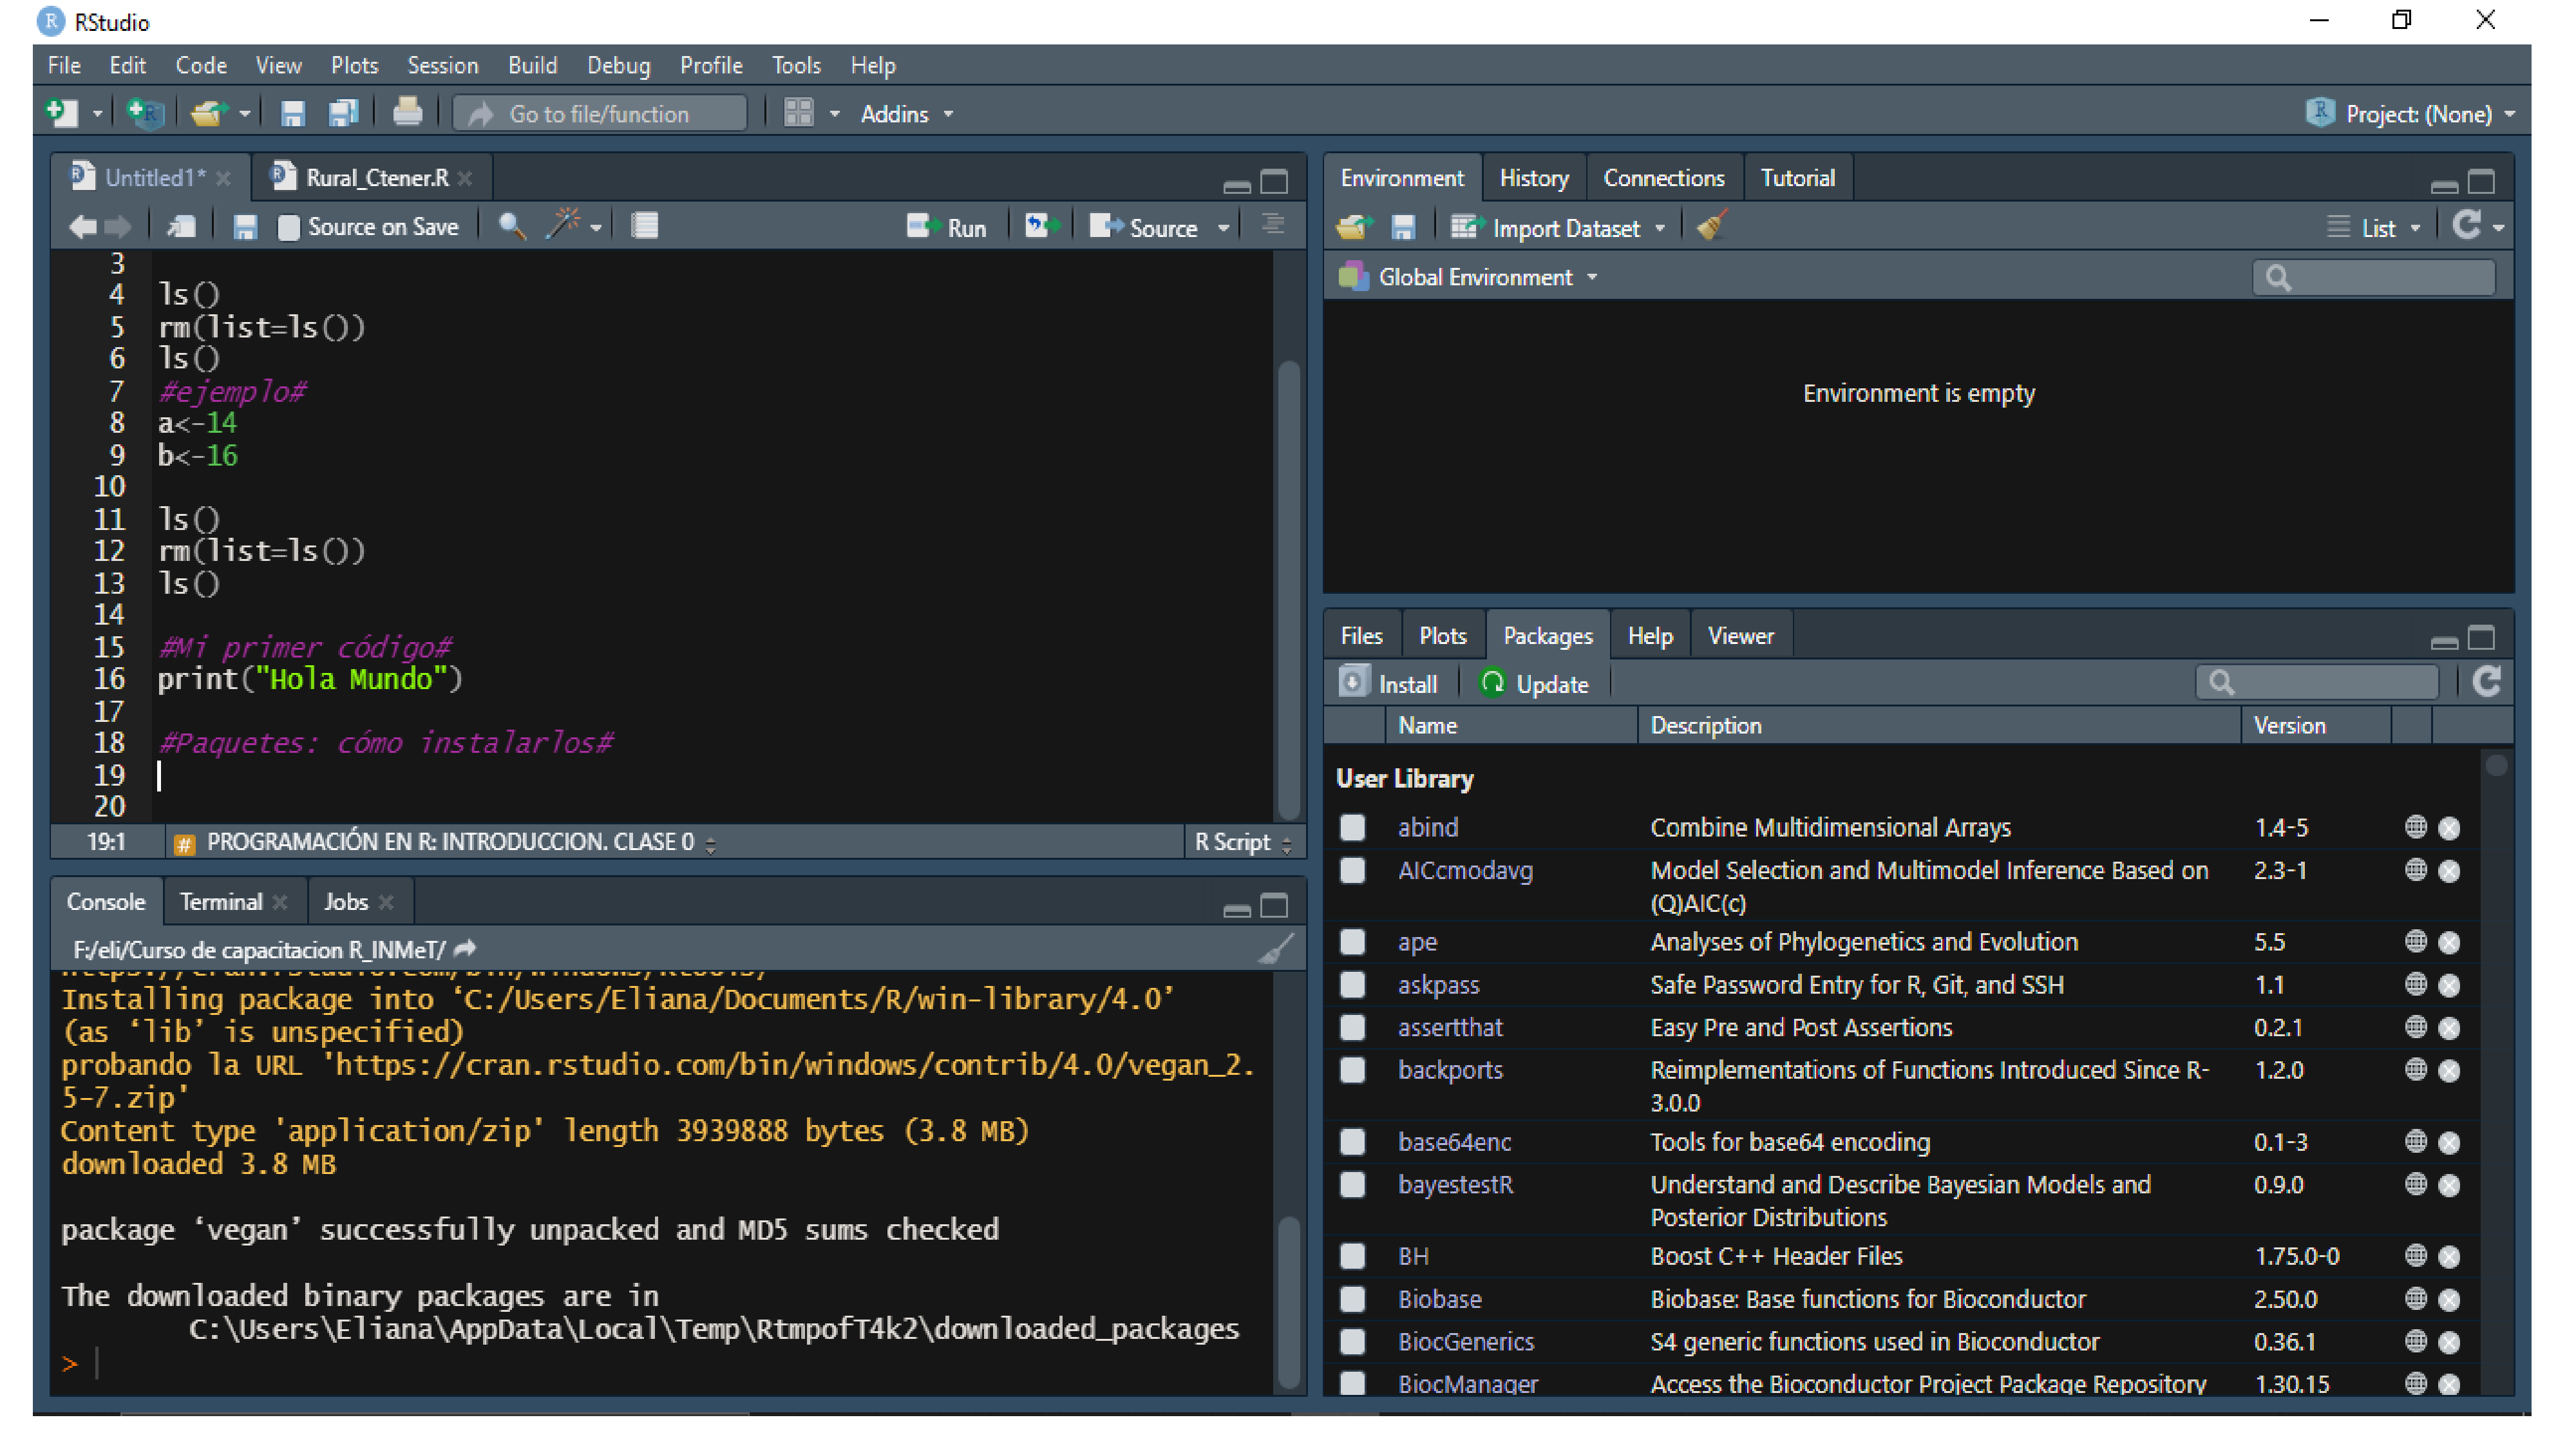 RStudio
File Edit Code View Plots Session Build Debug Profile Tools Help
Go to file/function Addins Project: (None)
Untitled1* Rural_Ctener.R
Source on Save Run Source
3
4 ls()
5 rm(list=ls())
6 ls()
7 #ejemplo#
8 a<-14
9 b<-16
10
11 ls()
12 rm(list=ls())
13 ls()
14
15 #Mi primer código#
16 print("Hola Mundo")
17
18 #Paquetes: cómo instalarlos#
19
20
19:1 # PROGRAMACIÓN EN R: INTRODUCCION. CLASE 0 R Script
Console Terminal Jobs
F:/eli/Curso de capacitacion R_INMeT/
https://cran.rstudio.com/bin/windows/Rtools/
Installing package into ‘C:/Users/Eliana/Documents/R/win-library/4.0’
(as ‘lib’ is unspecified)
probando la URL 'https://cran.rstudio.com/bin/windows/contrib/4.0/vegan_2.
5-7.zip'
Content type 'application/zip' length 3939888 bytes (3.8 MB)
downloaded 3.8 MB
package ‘vegan’ successfully unpacked and MD5 sums checked
The downloaded binary packages are in
C:\Users\Eliana\AppData\Local\Temp\RtmpofT4k2\downloaded_packages
>
Environment History Connections Tutorial
Import Dataset List
Global Environment
Environment is empty
Files Plots Packages Help Viewer
Install Update
Name Description Version
User Library
abind Combine Multidimensional Arrays 1.4-5
AICcmodavg Model Selection and Multimodel Inference Based on 2.3-1
(Q)AIC(c)
ape Analyses of Phylogenetics and Evolution 5.5
askpass Safe Password Entry for R, Git, and SSH 1.1
assertthat Easy Pre and Post Assertions 0.2.1
backports Reimplementations of Functions Introduced Since R- 1.2.0
3.0.0
base64enc Tools for base64 encoding 0.1-3
bayestestR Understand and Describe Bayesian Models and 0.9.0
Posterior Distributions
BH Boost C++ Header Files 1.75.0-0
Biobase Biobase: Base functions for Bioconductor 2.50.0
BiocGenerics S4 generic functions used in Bioconductor 0.36.1
BiocManager Access the Bioconductor Project Package Repository 1.30.15